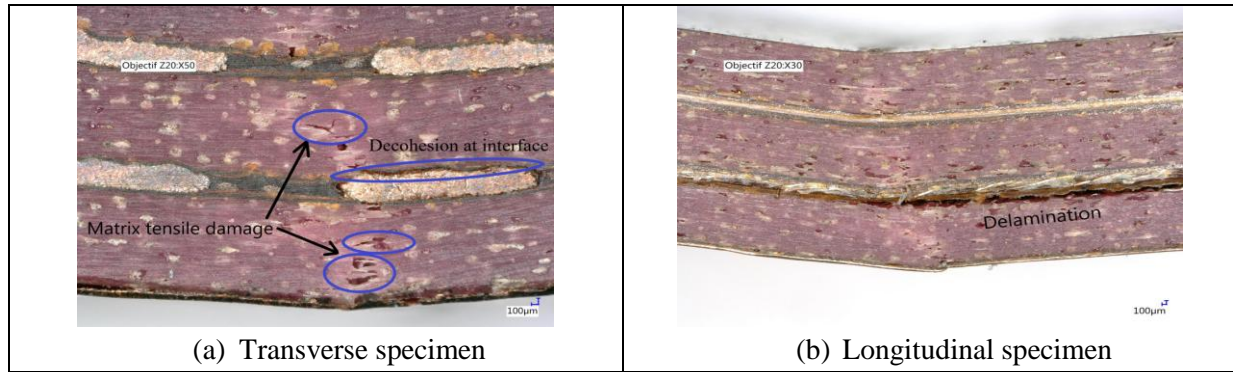 Objectif Z20:X50
Decohesion at interface
Matrix tensile damage
100µm
(a) Transverse specimen
Objectif Z20:X30
Delamination
100µm
(b) Longitudinal specimen